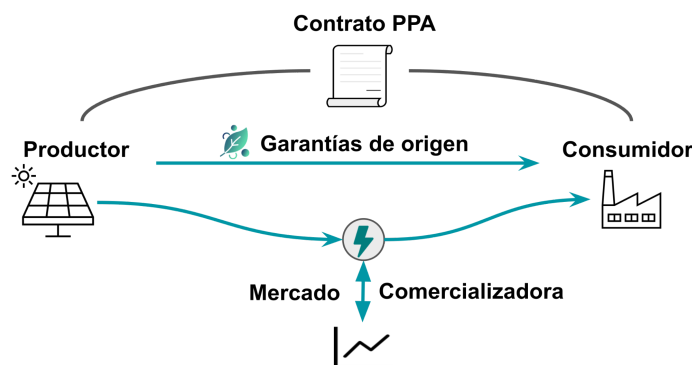 Contrato PPA
Garantías de origen
Productor
Consumidor
Mercado
Comercializadora